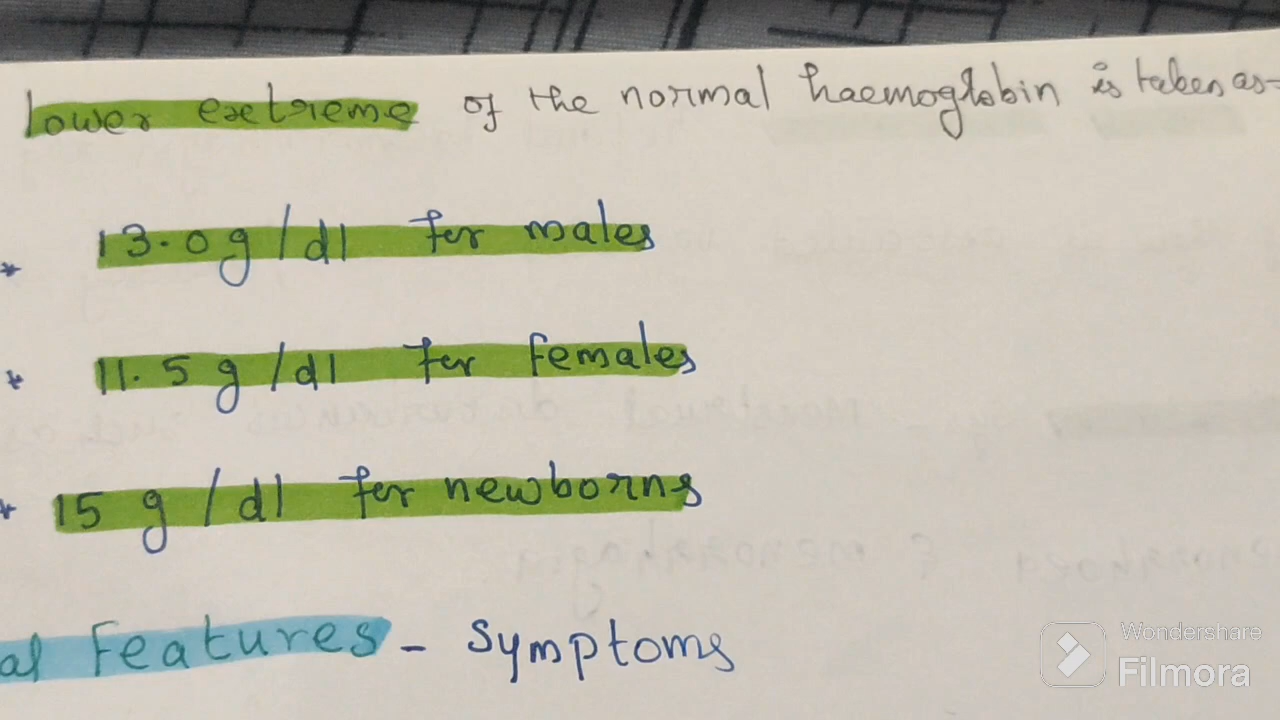 lower extreme of the normal haemoglobin is taken as-
* 13.0 g/dl for males
* 11.5 g/dl for females
* 15 g/dl for newborns
al Features - Symptoms
Wondershare
Filmora